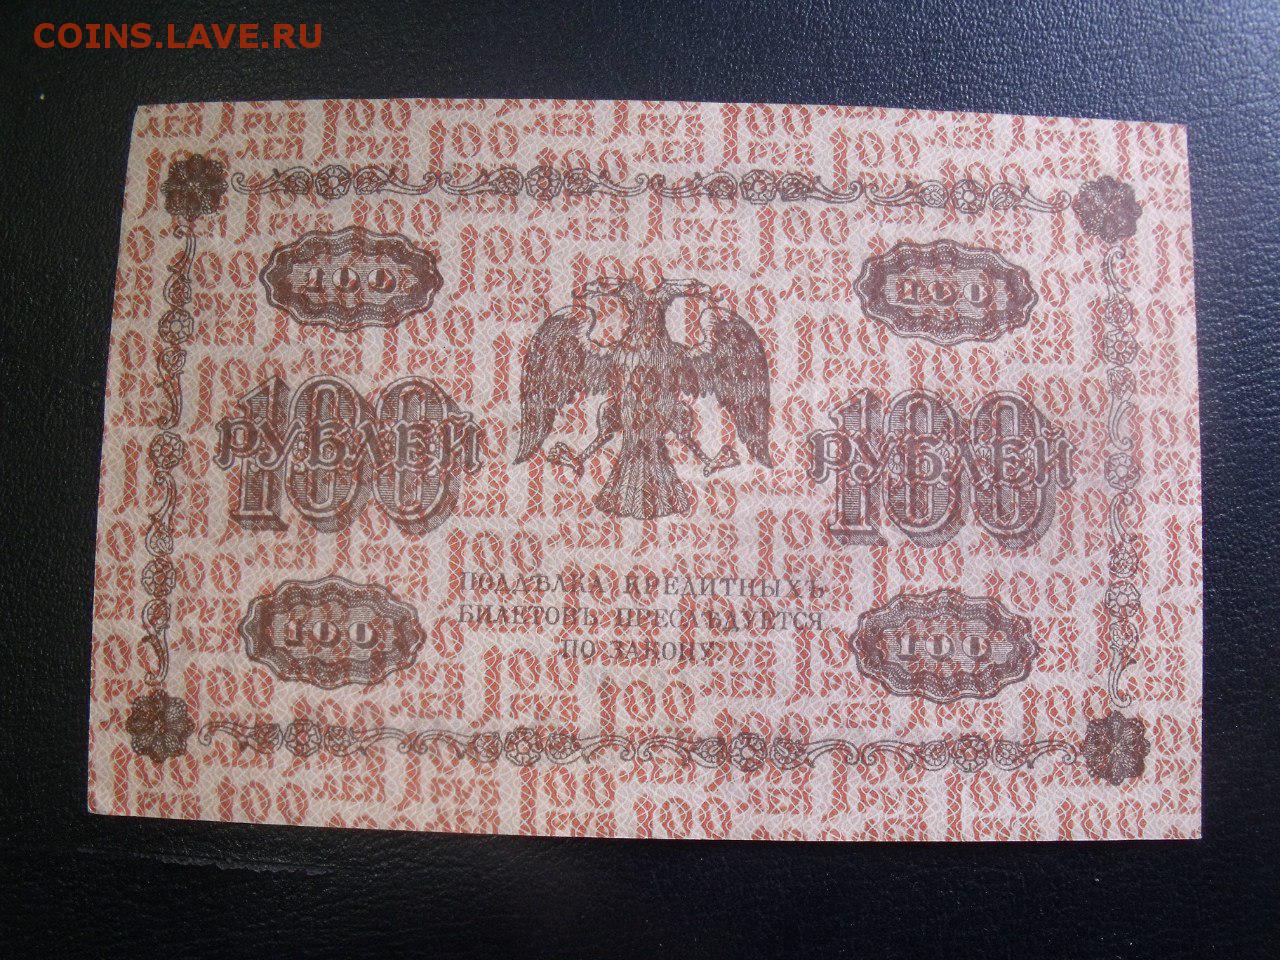 COINS.LAVE.RU
100 100
100 РУБЛЕЙ 100 РУБЛЕЙ
ПОДДѢЛКА КРЕДИТНЫХЪ
БИЛЕТОВЪ ПРЕСЛѢДУЕТСЯ
ПО ЗАКОНУ.
100 100